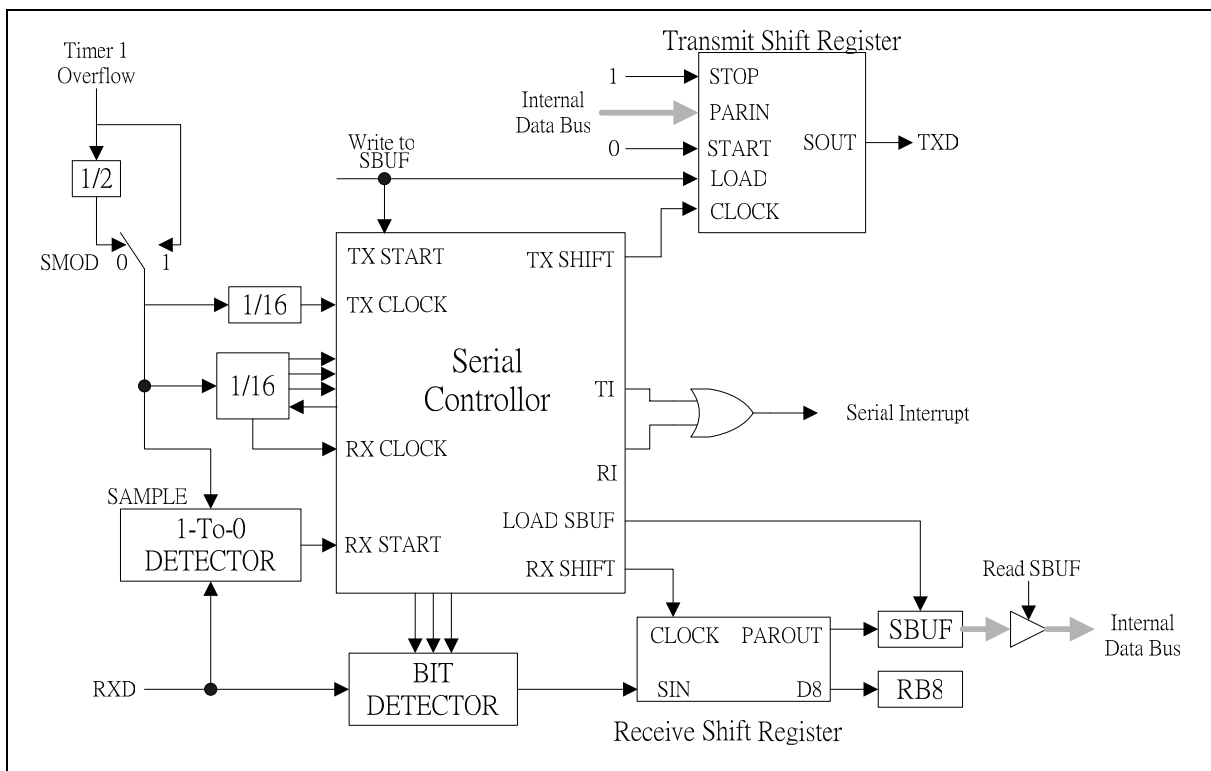 Timer 1
Overflow
1/2
SMOD 0 1
Write to
SBUF
Transmit Shift Register
1
STOP
Internal
Data Bus
PARIN
0
START
SOUT
TXD
LOAD
CLOCK
TX START
TX SHIFT
1/16
TX CLOCK
Serial
Controllor
1/16
TI
Serial Interrupt
RX CLOCK
RI
SAMPLE
1-To-0
DETECTOR
RX START
LOAD SBUF
RX SHIFT
Read SBUF
CLOCK
PAROUT
SBUF
Internal
Data Bus
RXD
BIT
DETECTOR
SIN
D8
RB8
Receive Shift Register